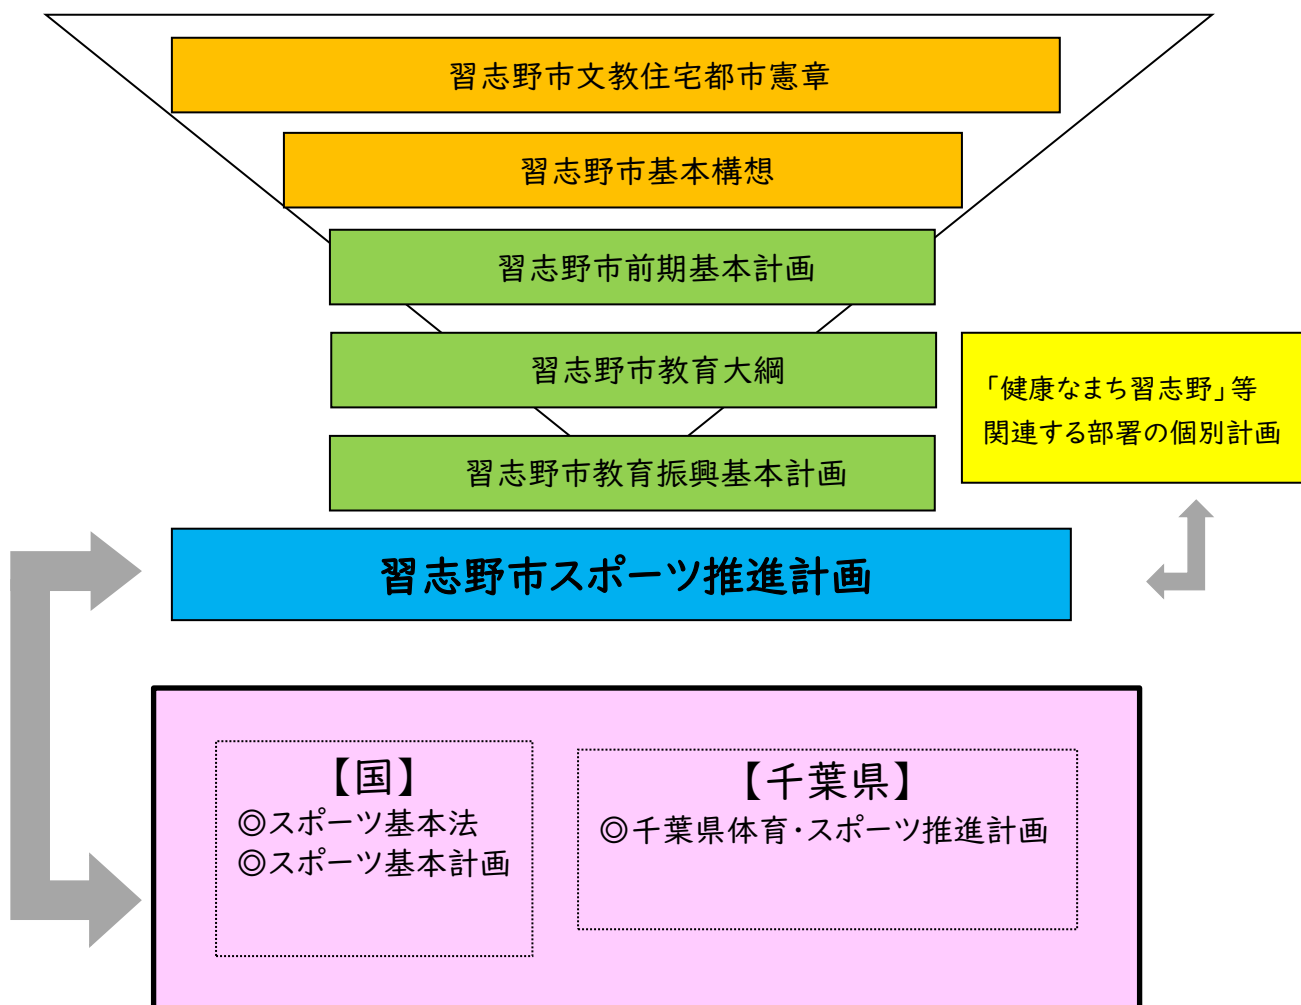 習志野市文教住宅都市憲章
習志野市基本構想
習志野市前期基本計画
習志野市教育大綱
「健康なまち習志野」等
関連する部署の個別計画
習志野市教育振興基本計画
習志野市スポーツ推進計画
【国】
◎スポーツ基本法
◎スポーツ基本計画
【千葉県】
◎千葉県体育・スポーツ推進計画